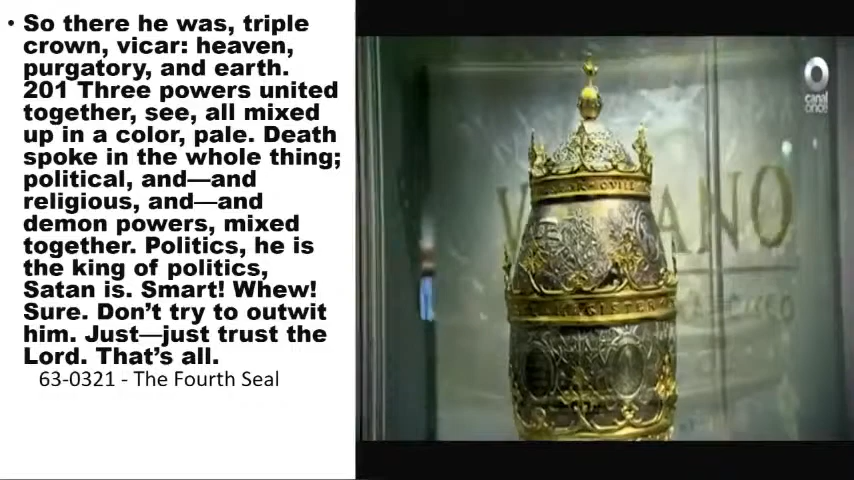 • So there he was, triple
crown, vicar: heaven,
purgatory, and earth.
201 Three powers united
together, see, all mixed
up in a color, pale. Death
spoke in the whole thing;
political, and—and
religious, and—and
demon powers, mixed
together. Politics, he is
the king of politics,
Satan is. Smart! Whew!
Sure. Don’t try to outwit
him. Just—just trust the
Lord. That’s all.
63-0321 - The Fourth Seal
canal
once